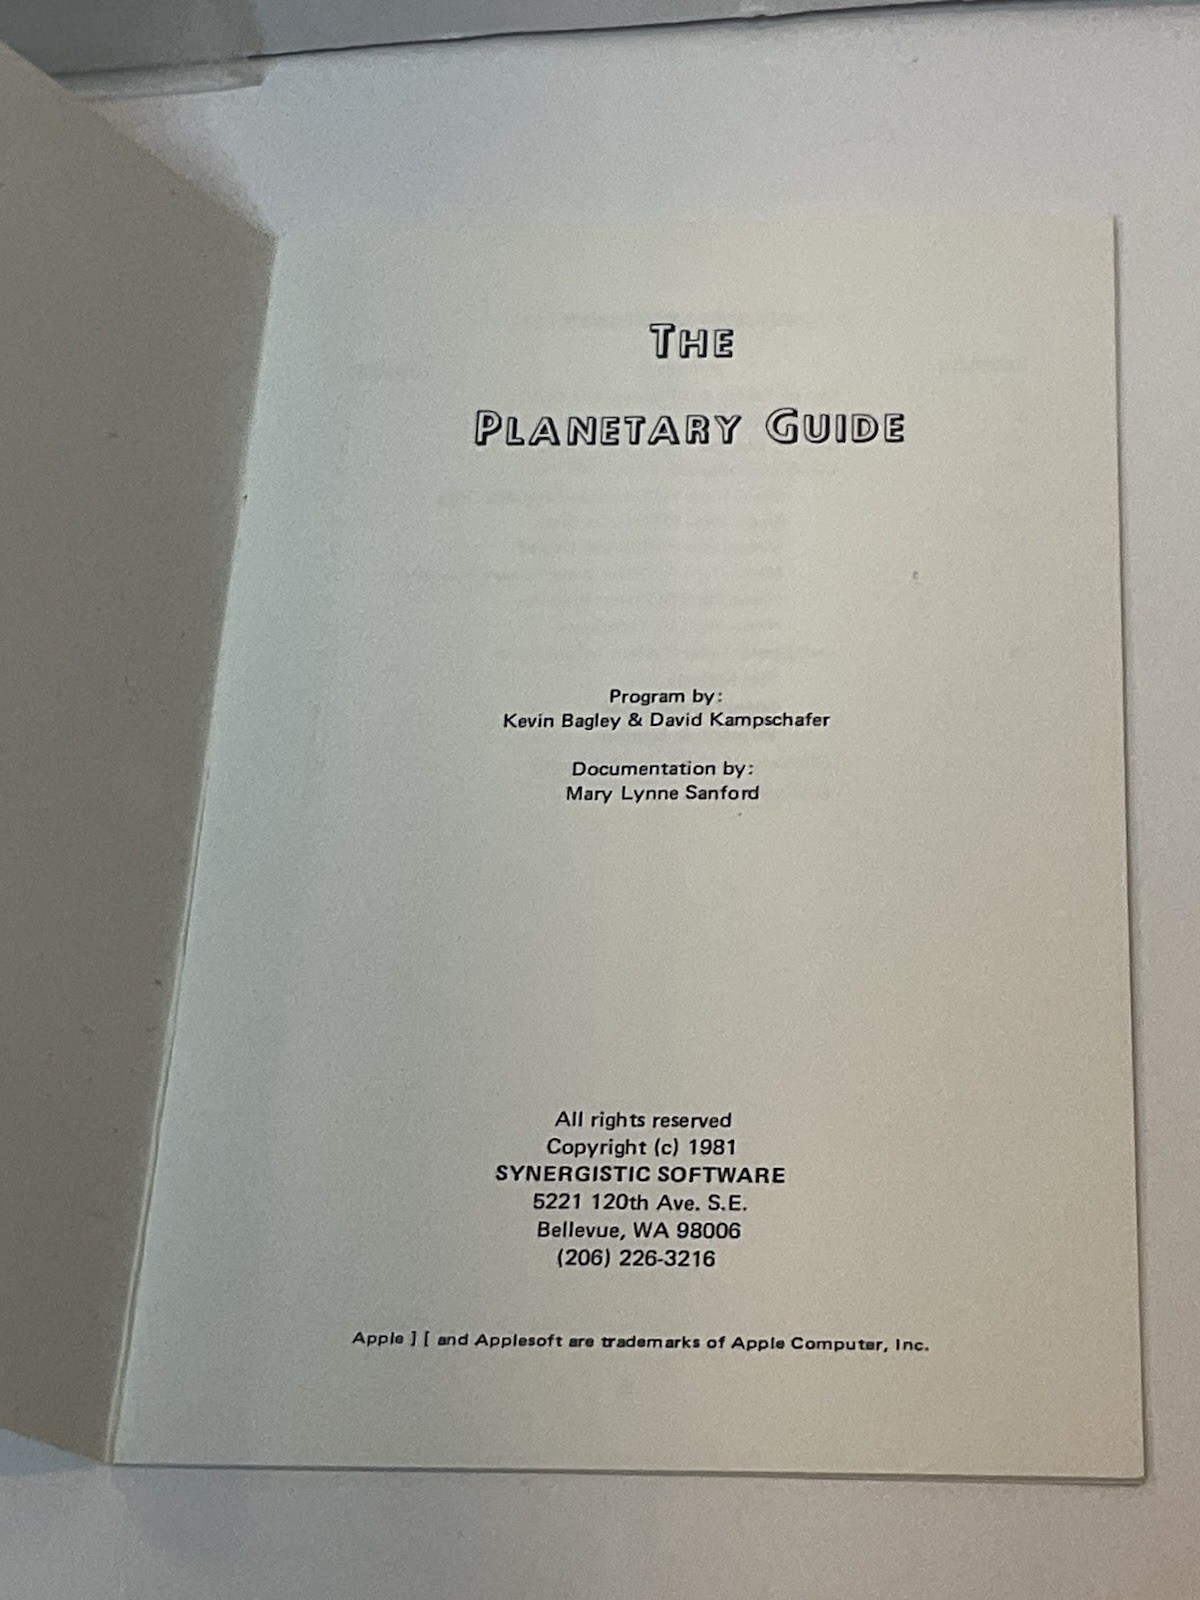 THE
PLANETARY GUIDE
Program by:
Kevin Bagley & David Kampschafer
Documentation by:
Mary Lynne Sanford
All rights reserved
Copyright (c) 1981
SYNERGISTIC SOFTWARE
5221 120th Ave. S.E.
Bellevue, WA 98006
(206) 226-3216
Apple ] [ and Applesoft are trademarks of Apple Computer, Inc.